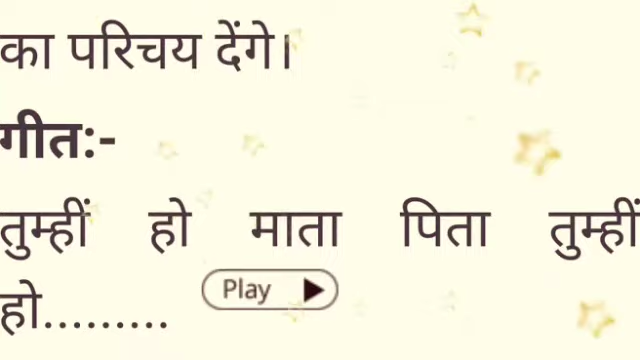 का परिचय देंगे।
गीत:-
तुम्हीं हो माता पिता तुम्हीं
हो......... Play